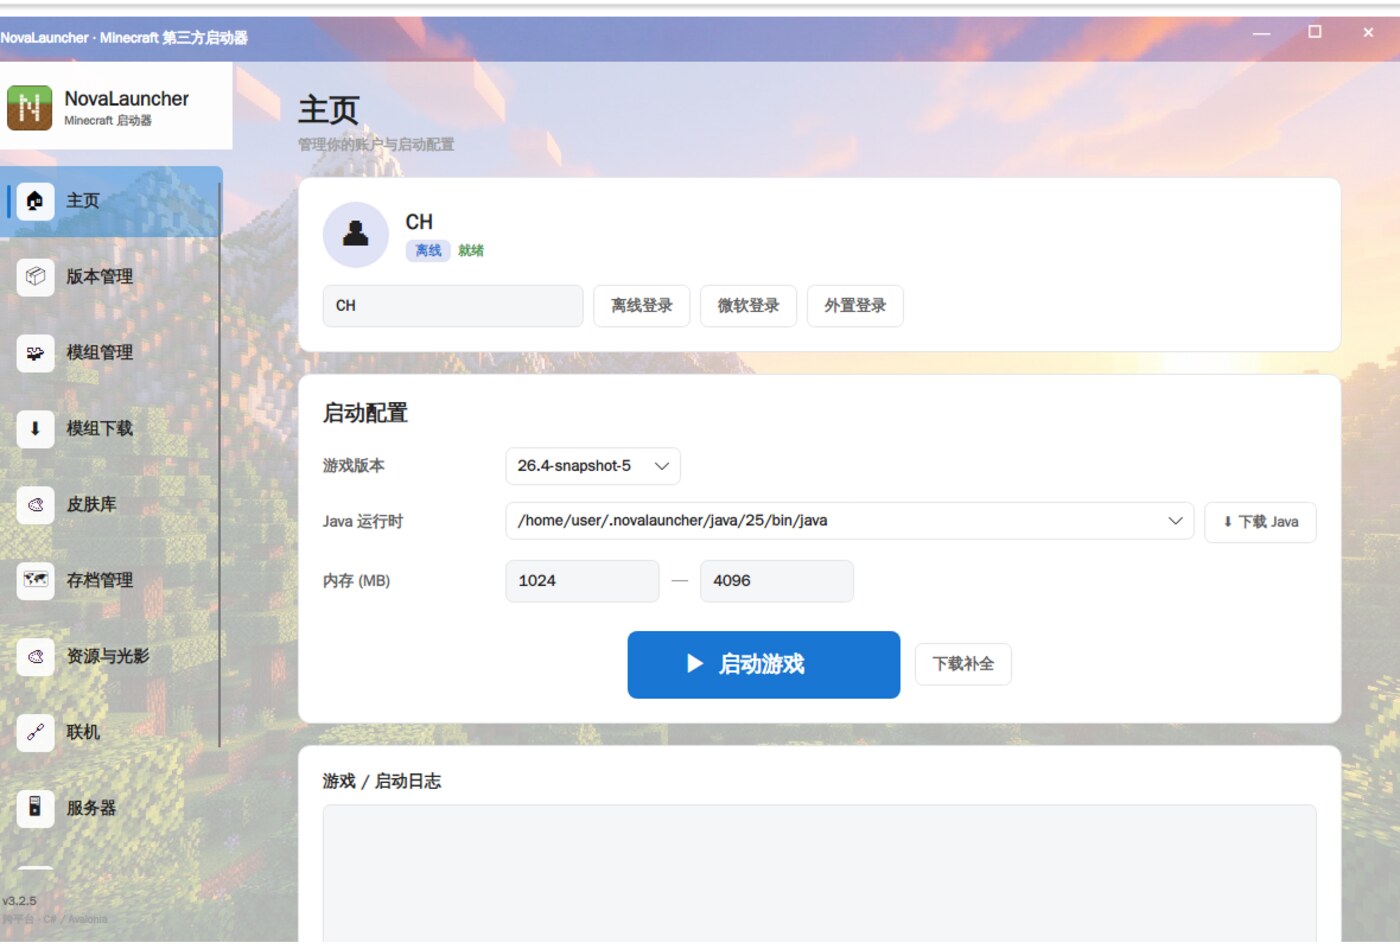 NovaLauncher · Minecraft 第三方启动器
NovaLauncher
Minecraft 启动器
主页
版本管理
模组管理
模组下载
皮肤库
存档管理
资源与光影
联机
服务器
v3.2.5
跨平台 · C# / Avalonia
主页
管理你的账户与启动配置
CH
离线 就绪
CH 离线登录 微软登录 外置登录
启动配置
游戏版本 26.4-snapshot-5
Java 运行时 /home/user/.novalauncher/java/25/bin/java 下载 Java
内存 (MB) 1024 — 4096
启动游戏 下载补全
游戏 / 启动日志